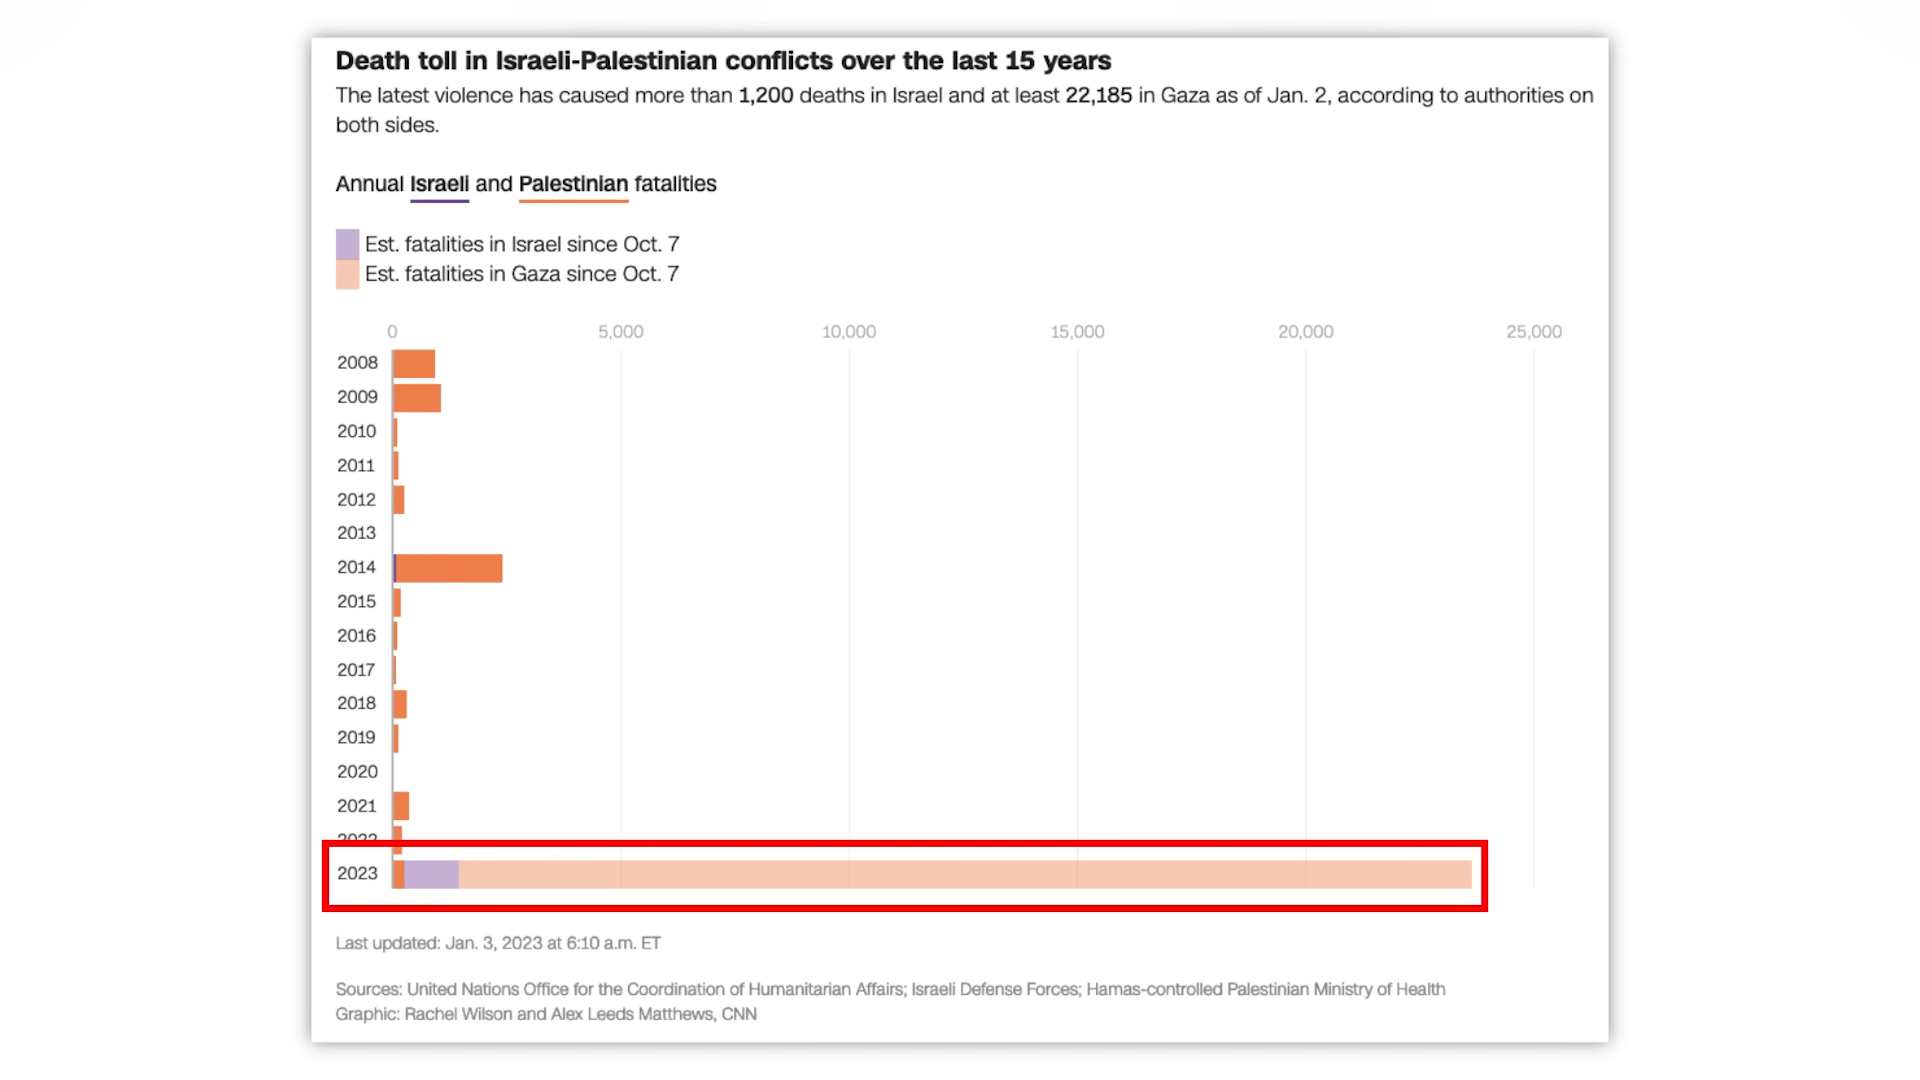 Death toll in Israeli-Palestinian conflicts over the last 15 years
The latest violence has caused more than 1,200 deaths in Israel and at least 22,185 in Gaza as of Jan. 2, according to authorities on
both sides.
Annual Israeli and Palestinian fatalities
Est. fatalities in Israel since Oct. 7
Est. fatalities in Gaza since Oct. 7
0 5,000 10,000 15,000 20,000 25,000
2008
2009
2010
2011
2012
2013
2014
2015
2016
2017
2018
2019
2020
2021
2022
2023
Last updated: Jan. 3, 2023 at 6:10 a.m. ET
Sources: United Nations Office for the Coordination of Humanitarian Affairs; Israeli Defense Forces; Hamas-controlled Palestinian Ministry of Health
Graphic: Rachel Wilson and Alex Leeds Matthews, CNN